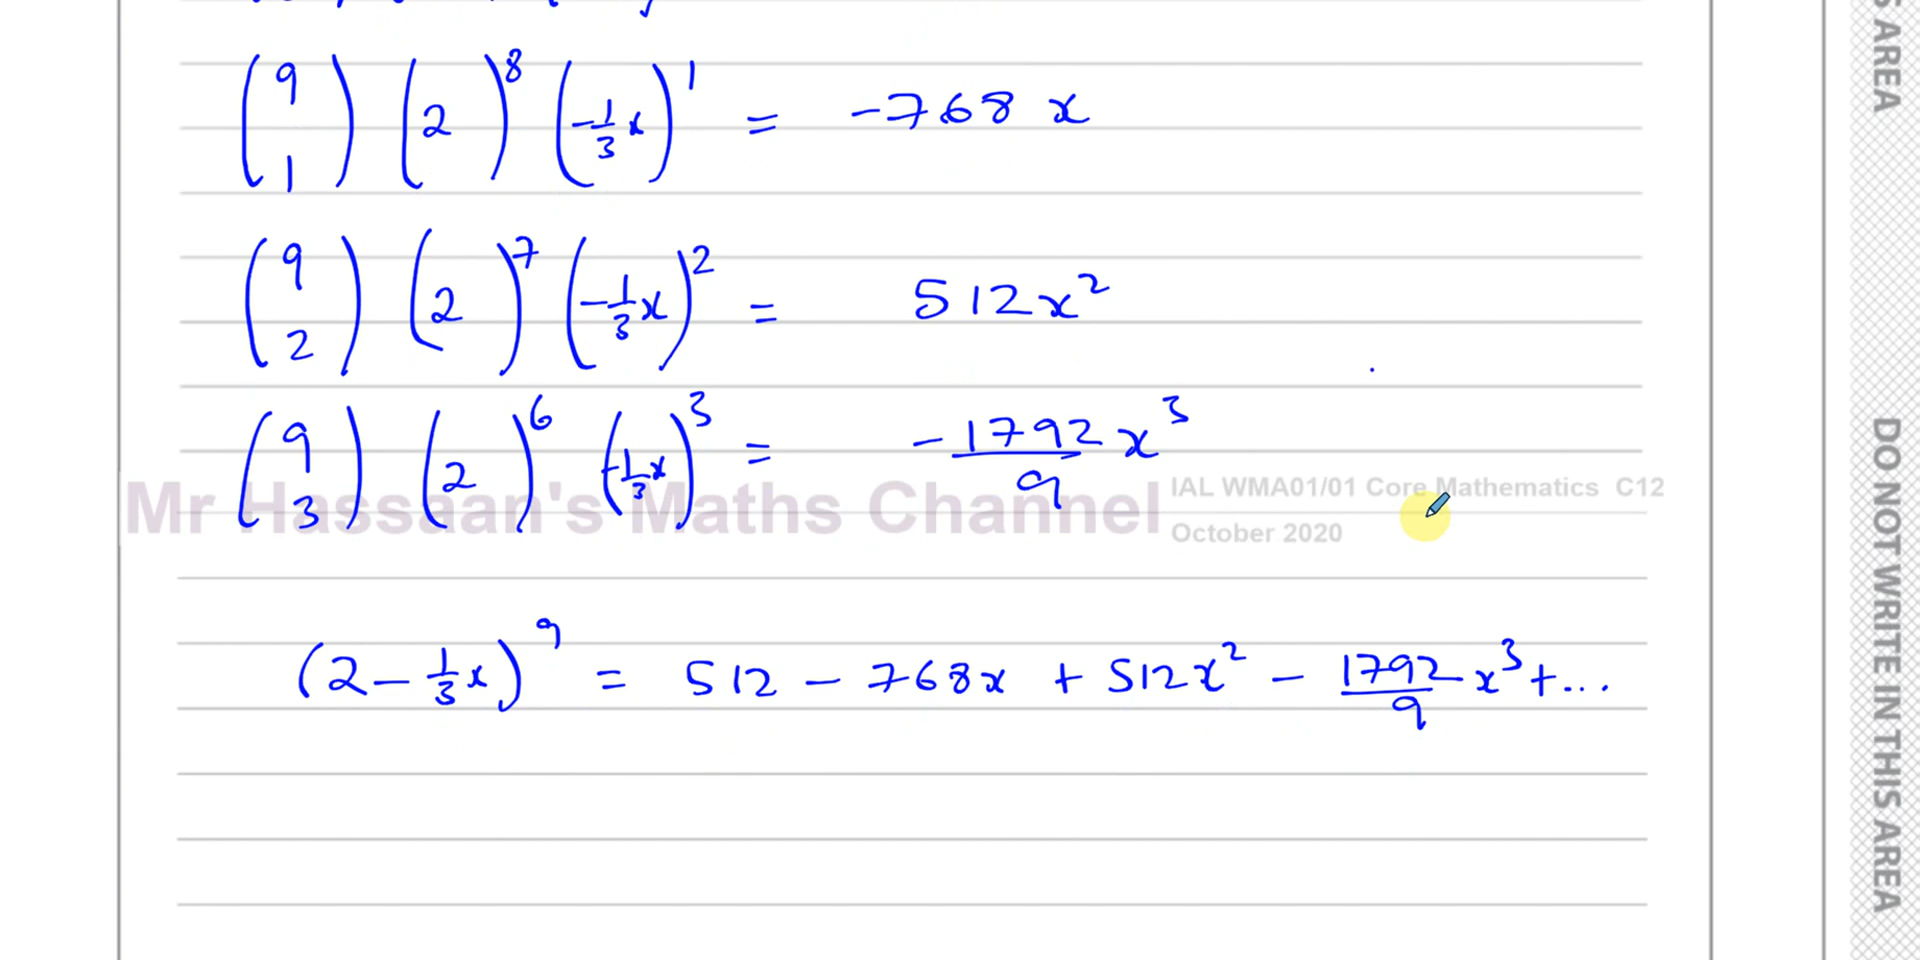 (9 1) (2)^8 (-1/3 x)^1 = -768 x
(9 2) (2)^7 (-1/3 x)^2 = 512x^2
(9 3) (2)^6 (-1/3 x)^3 = -1792/9 x^3
Mr Hassaan's Maths Channel
IAL WMA01/01 Core Mathematics C12
October 2020
(2 - 1/3 x)^9 = 512 - 768x + 512x^2 - 1792/9 x^3 + ...
S AREA
DO NOT WRITE IN THIS AREA